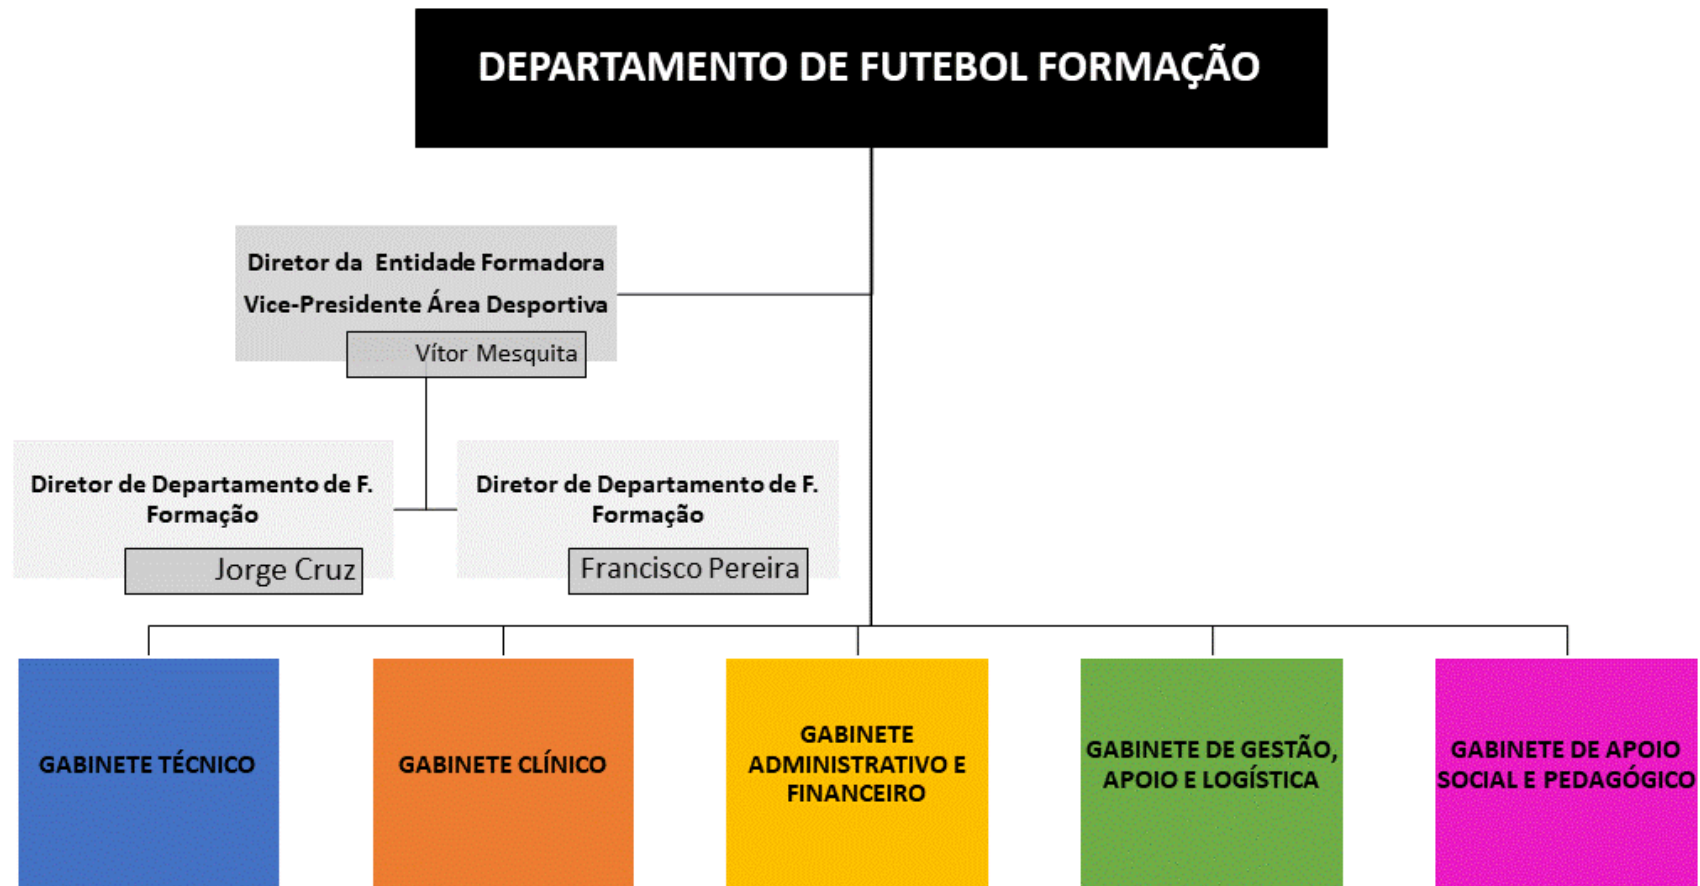 DEPARTAMENTO DE FUTEBOL FORMAÇÃO
Diretor da Entidade Formadora
Vice-Presidente Área Desportiva
Vítor Mesquita
Diretor de Departamento de F.
Formação
Jorge Cruz
Diretor de Departamento de F.
Formação
Francisco Pereira
GABINETE TÉCNICO
GABINETE CLÍNICO
GABINETE
ADMINISTRATIVO E
FINANCEIRO
GABINETE DE GESTÃO,
APOIO E LOGÍSTICA
GABINETE DE APOIO
SOCIAL E PEDAGÓGICO